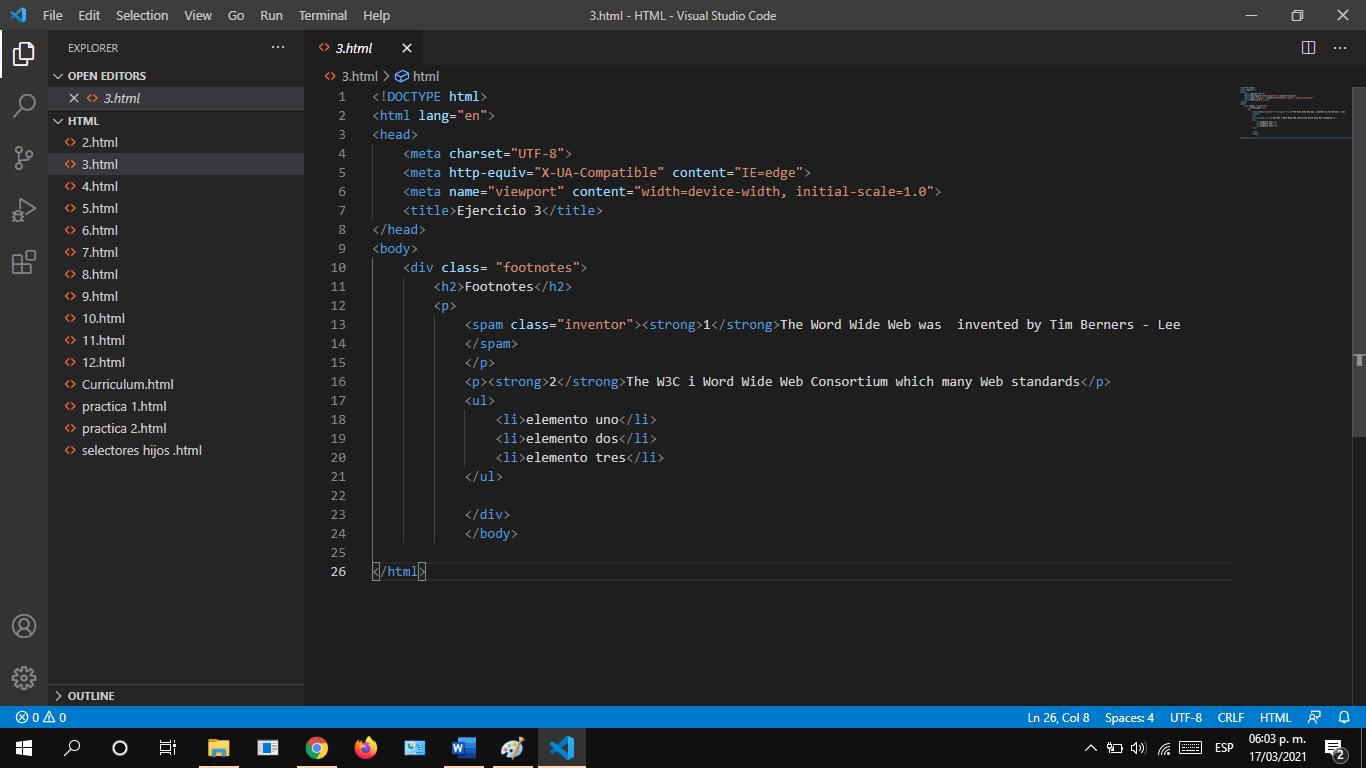 File Edit Selection View Go Run Terminal Help 3.html - HTML - Visual Studio Code
EXPLORER
OPEN EDITORS
3.html
HTML
2.html
3.html
4.html
5.html
6.html
7.html
8.html
9.html
10.html
11.html
12.html
Curriculum.html
practica 1.html
practica 2.html
selectores hijos .html
OUTLINE
3.html
3.html > html
1 <!DOCTYPE html>
2 <html lang="en">
3 <head>
4     <meta charset="UTF-8">
5     <meta http-equiv="X-UA-Compatible" content="IE=edge">
6     <meta name="viewport" content="width=device-width, initial-scale=1.0">
7     <title>Ejercicio 3</title>
8 </head>
9 <body>
10     <div class= "footnotes">
11         <h2>Footnotes</h2>
12         <p>
13             <spam class="inventor"><strong>1</strong>The Word Wide Web was  invented by Tim Berners - Lee
14             </spam>
15             </p>
16             <p><strong>2</strong>The W3C i Word Wide Web Consortium which many Web standards</p>
17             <ul>
18                 <li>elemento uno</li>
19                 <li>elemento dos</li>
20                 <li>elemento tres</li>
21             </ul>
22
23             </div>
24             </body>
25
26 </html>
0 0 Ln 26, Col 8 Spaces: 4 UTF-8 CRLF HTML
ESP
06:03 p. m.
17/03/2021
2